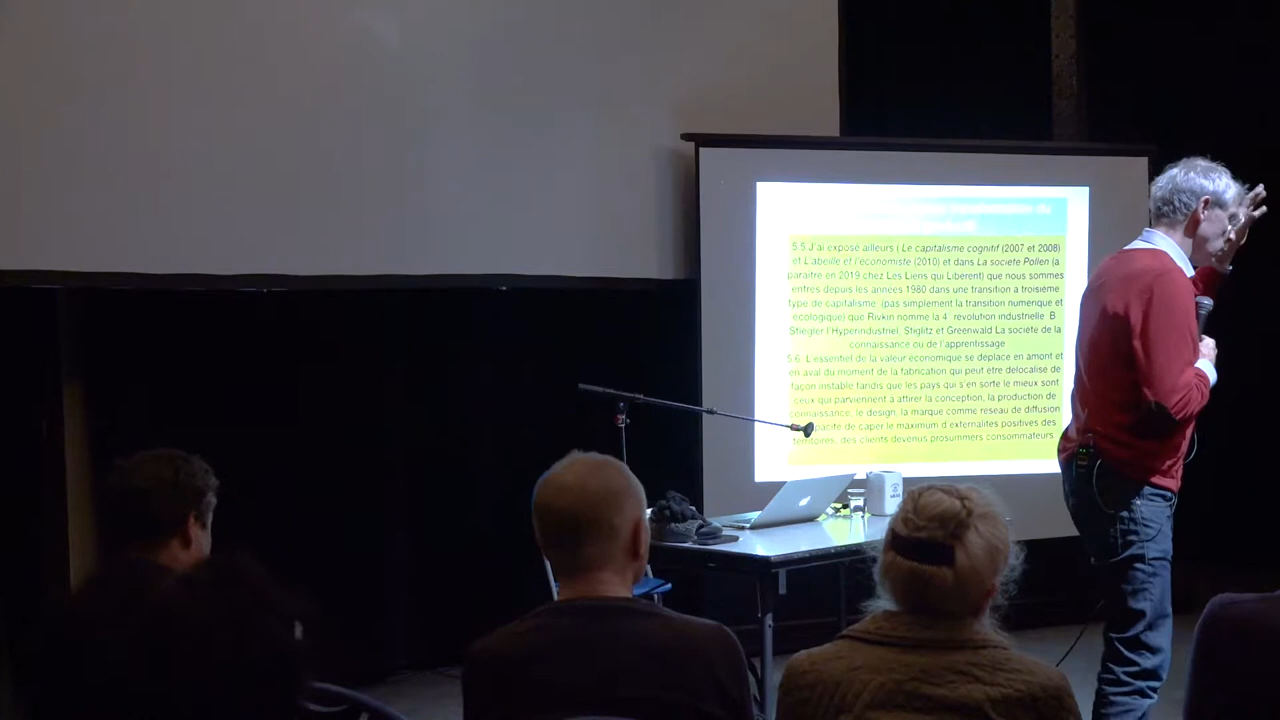 5.5 J'ai exposé ailleurs ( Le capitalisme cognitif (2007 et 2008)
et L'abeille et l'économiste (2010) et dans La société Pollen (a
paraitre en 2019 chez Les Liens qui Libèrent) que nous sommes
entrés depuis les années 1980 dans une transition a troisième
type de capitalisme (pas simplement la transition numérique et
écologique) que Rivkin nomme la 4 révolution industrielle B
Stiegler l'Hyperindustriel, Stiglitz et Greenwald La société de la
connaissance ou de l'apprentissage
5.6 L'essentiel de la valeur économique se déplace en amont et
en aval du moment de la fabrication qui peut être délocalisé de
façon instable tandis que les pays qui s'en sorte le mieux sont
ceux qui parviennent a attirer la conception, la production de
connaissance, le design, la marque comme reseau de diffusion
capacité de caper le maximum d'externalités positives des
territoires, des clients devenus prosummers consommateurs